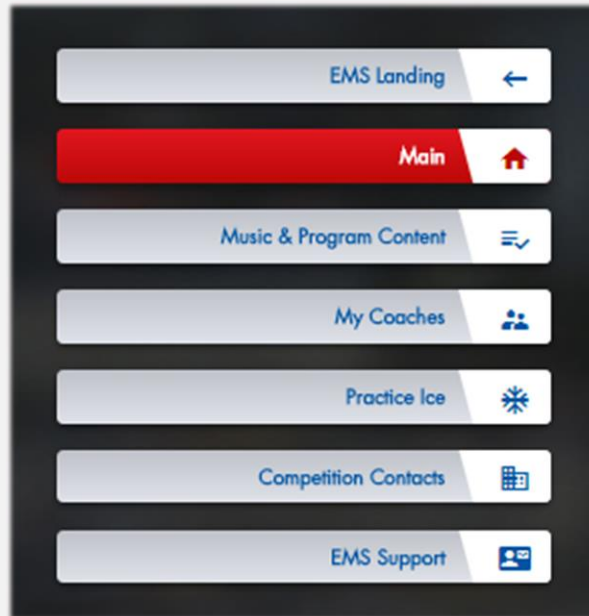 EMS Landing
Main
Music & Program Content
My Coaches
Practice Ice
Competition Contacts
EMS Support